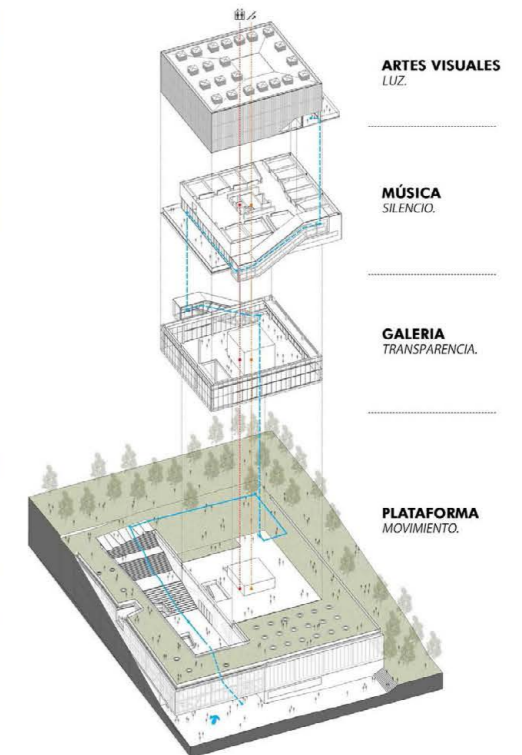 ARTES VISUALES
LUZ.
MÚSICA
SILENCIO.
GALERIA
TRANSPARENCIA.
PLATAFORMA
MOVIMIENTO.